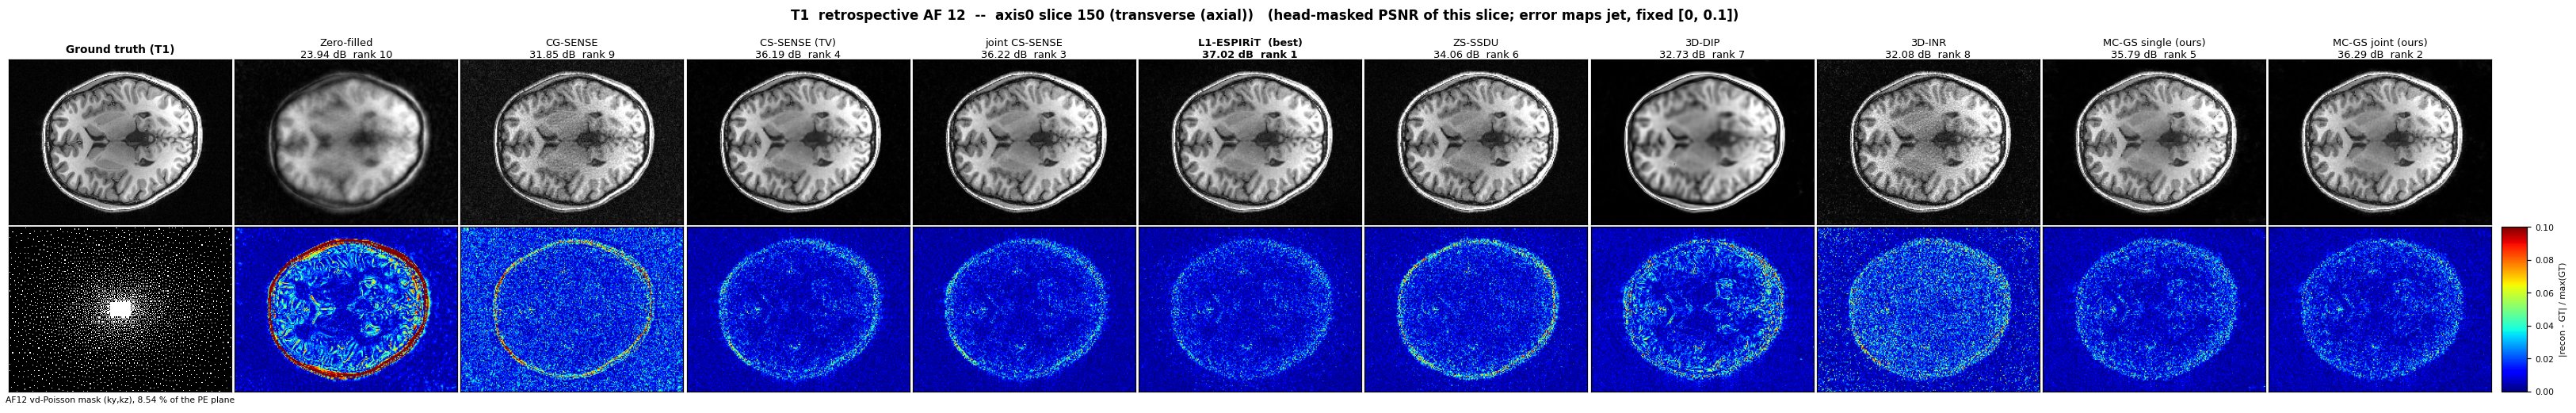 T1 retrospective AF 12 -- axis0 slice 150 (transverse (axial)) (head-masked PSNR of this slice; error maps jet, fixed [0, 0.1])
Ground truth (T1)
Zero-filled
23.94 dB rank 10
CG-SENSE
31.85 dB rank 9
CS-SENSE (TV)
36.19 dB rank 4
joint CS-SENSE
36.22 dB rank 3
L1-ESPIRiT (best)
37.02 dB rank 1
ZS-SSDU
34.06 dB rank 6
3D-DIP
32.73 dB rank 7
3D-INR
32.08 dB rank 8
MC-GS single (ours)
35.79 dB rank 5
MC-GS joint (ours)
36.29 dB rank 2
0.10
0.08
0.06
0.04
0.02
0.00
|recon - GT| / max(GT)
AF12 vd-Poisson mask (ky,kz), 8.54 % of the PE plane